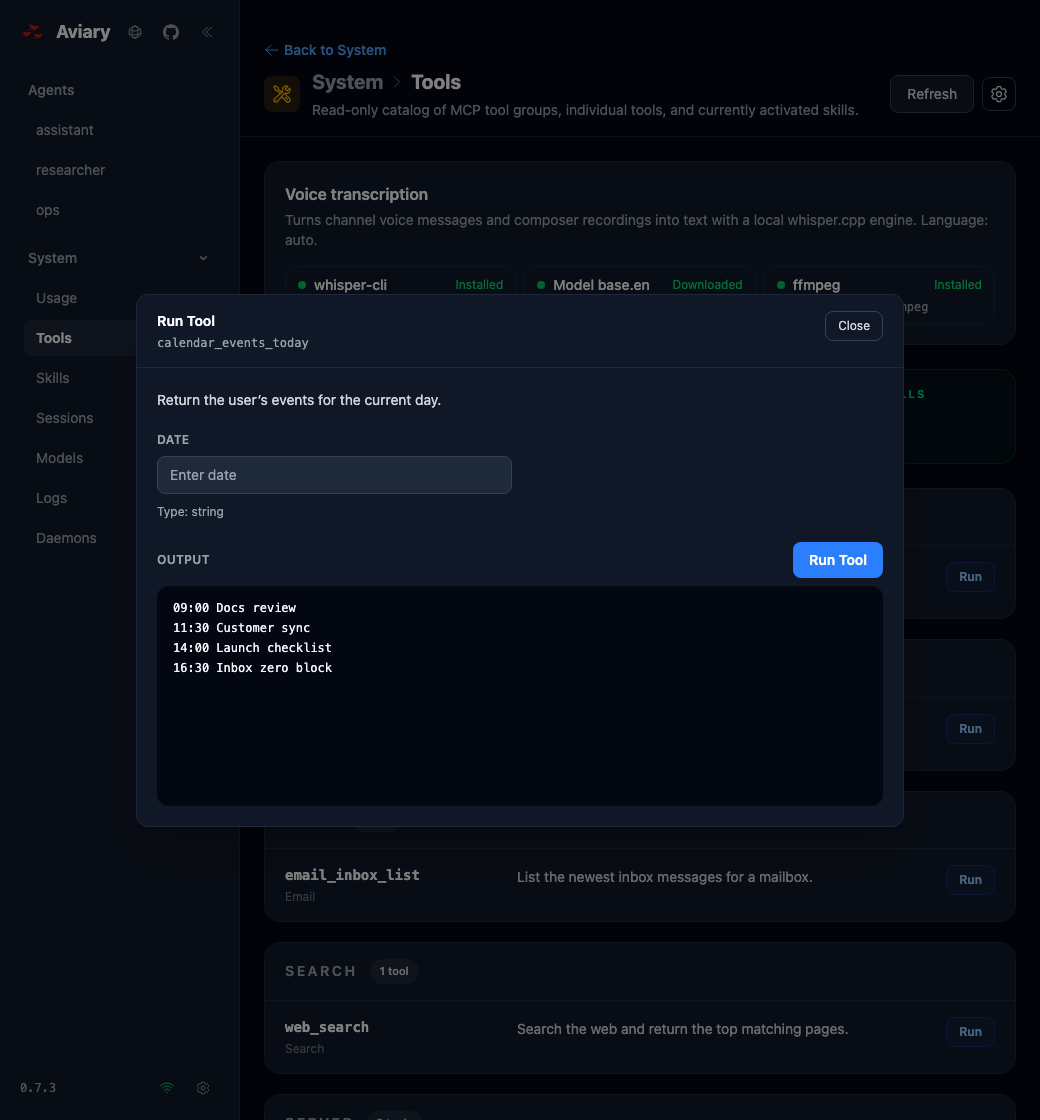 Aviary
Agents
assistant
researcher
ops
System
Usage
Tools
Skills
Sessions
Models
Logs
Daemons
0.7.3
Back to System
System > Tools
Read-only catalog of MCP tool groups, individual tools, and currently activated skills.
Refresh
Voice transcription
Turns channel voice messages and composer recordings into text with a local whisper.cpp engine. Language:
auto.
whisper-cli Installed
Model base.en Downloaded
ffmpeg Installed
Run Tool
calendar_events_today
Close
Return the user’s events for the current day.
DATE
Enter date
Type: string
OUTPUT
Run Tool
09:00 Docs review
11:30 Customer sync
14:00 Launch checklist
16:30 Inbox zero block
Run
Run
email_inbox_list
Email
List the newest inbox messages for a mailbox.
Run
SEARCH 1 tool
web_search
Search
Search the web and return the top matching pages.
Run